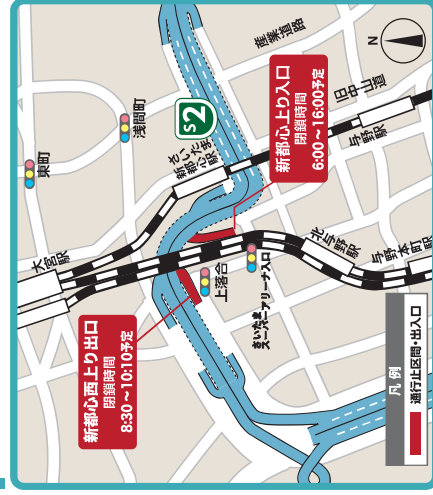 産業道路
N
S2
新都心上り入口
閉鎖時間
6:00〜16:00予定
旧中山道
浅間町
東町
さいたま
新都心駅
与野駅
大宮駅
北与野駅
与野本町駅
上落合
さいたま
スーパーアリーナ入口
新都心西上り出口
閉鎖時間
8:30〜10:10予定
凡例
通行止区間・出入口